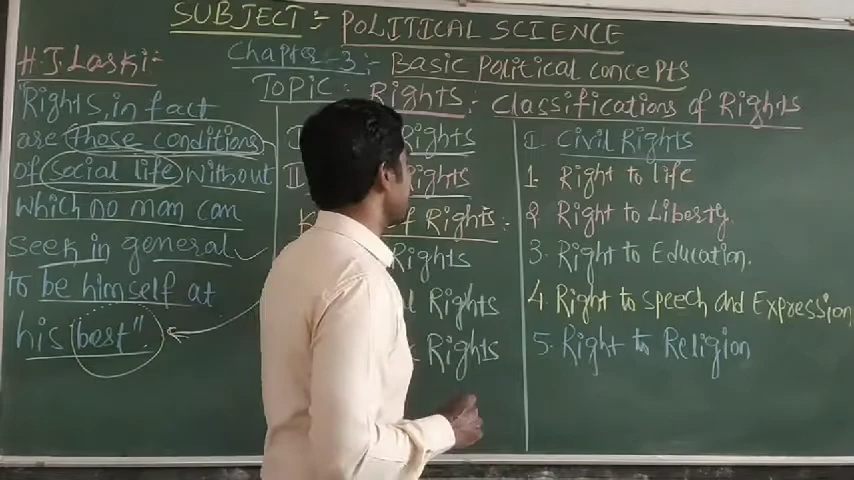 SUBJECT :- POLITICAL SCIENCE
Chapter-3:- BASIC POLITICAL CONCEPTS
TOPIC : RIGHTS : CLASSIFICATIONS of RIGHTS
H.J. Laski:-
"Rights, in fact
are those conditions
of social life without
which no man can
seek in general
to be himself at
his best"
Rights
Rights
of Rights:
Rights
Rights
Rights
I. CIVIL RIGHTS
1. Right to life
2. Right to Liberty.
3. Right to Education.
4. Right to speech and Expression
5. Right to Religion